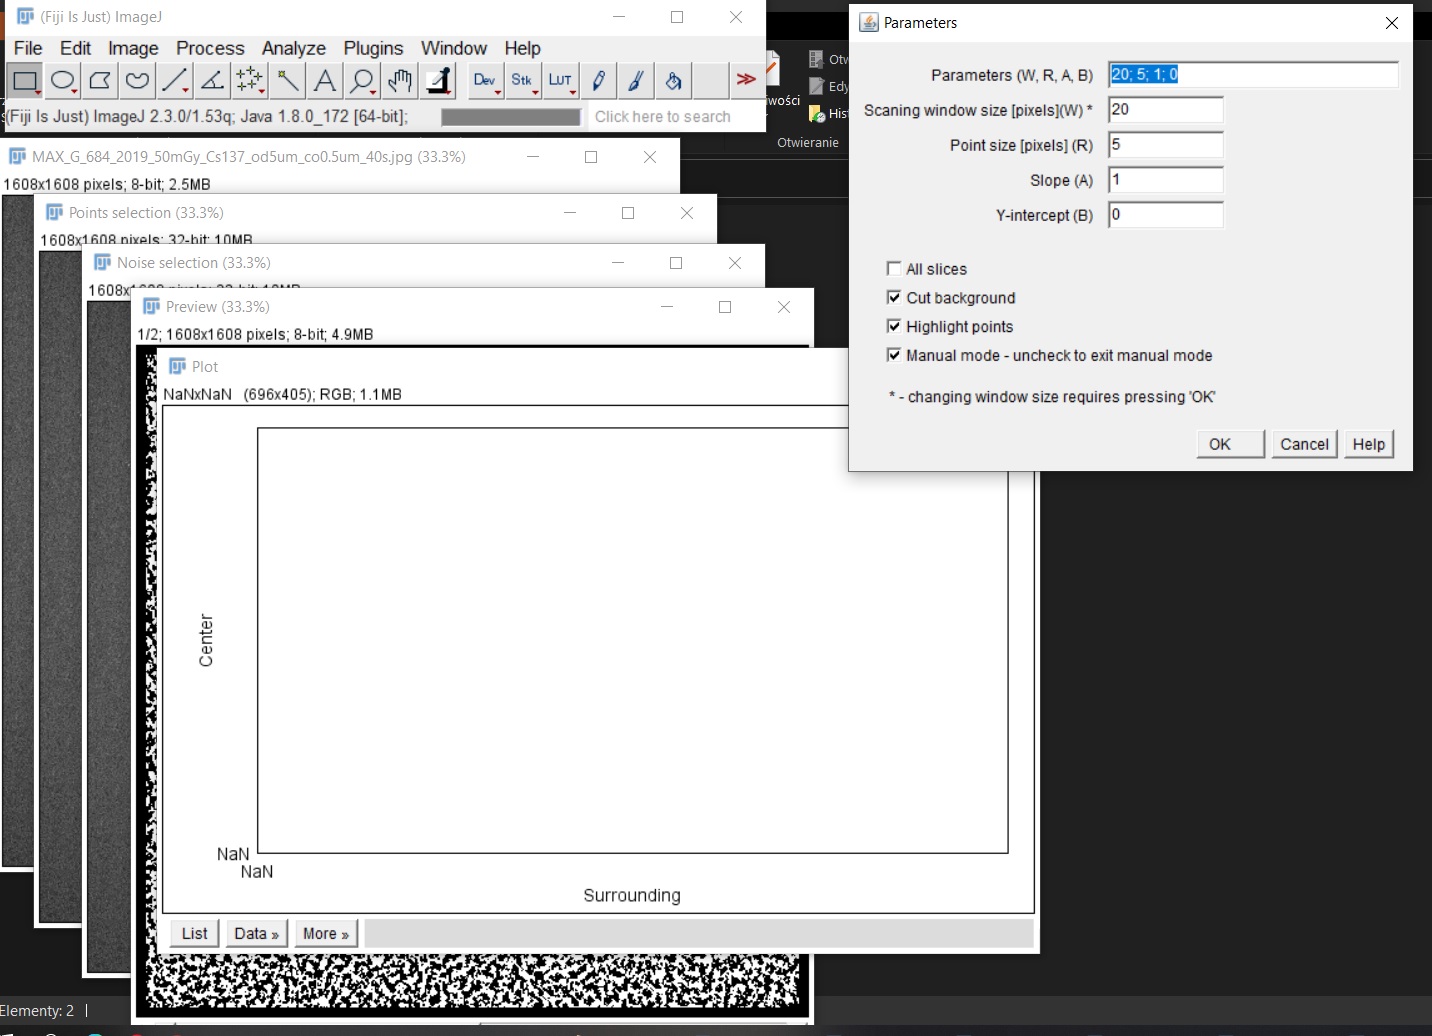 (Fiji Is Just) ImageJ
File Edit Image Process Analyze Plugins Window Help
Dev Stk LUT
(Fiji Is Just) ImageJ 2.3.0/1.53q; Java 1.8.0_172 [64-bit];
Click here to search
Otwieranie
MAX_G_684_2019_50mGy_Cs137_od5um_co0.5um_40s.jpg (33.3%)
1608x1608 pixels; 8-bit; 2.5MB
Points selection (33.3%)
1608x1608 pixels; 32-bit; 10MB
Noise selection (33.3%)
Preview (33.3%)
1/2; 1608x1608 pixels; 8-bit; 4.9MB
Plot
NaNxNaN (696x405); RGB; 1.1MB
Center
NaN
NaN
Surrounding
List Data » More »
Elementy: 2
Parameters
Parameters (W, R, A, B) 20; 5; 1; 0
Scaning window size [pixels](W) * 20
Point size [pixels] (R) 5
Slope (A) 1
Y-intercept (B) 0
All slices
Cut background
Highlight points
Manual mode - uncheck to exit manual mode
* - changing window size requires pressing 'OK'
OK Cancel Help